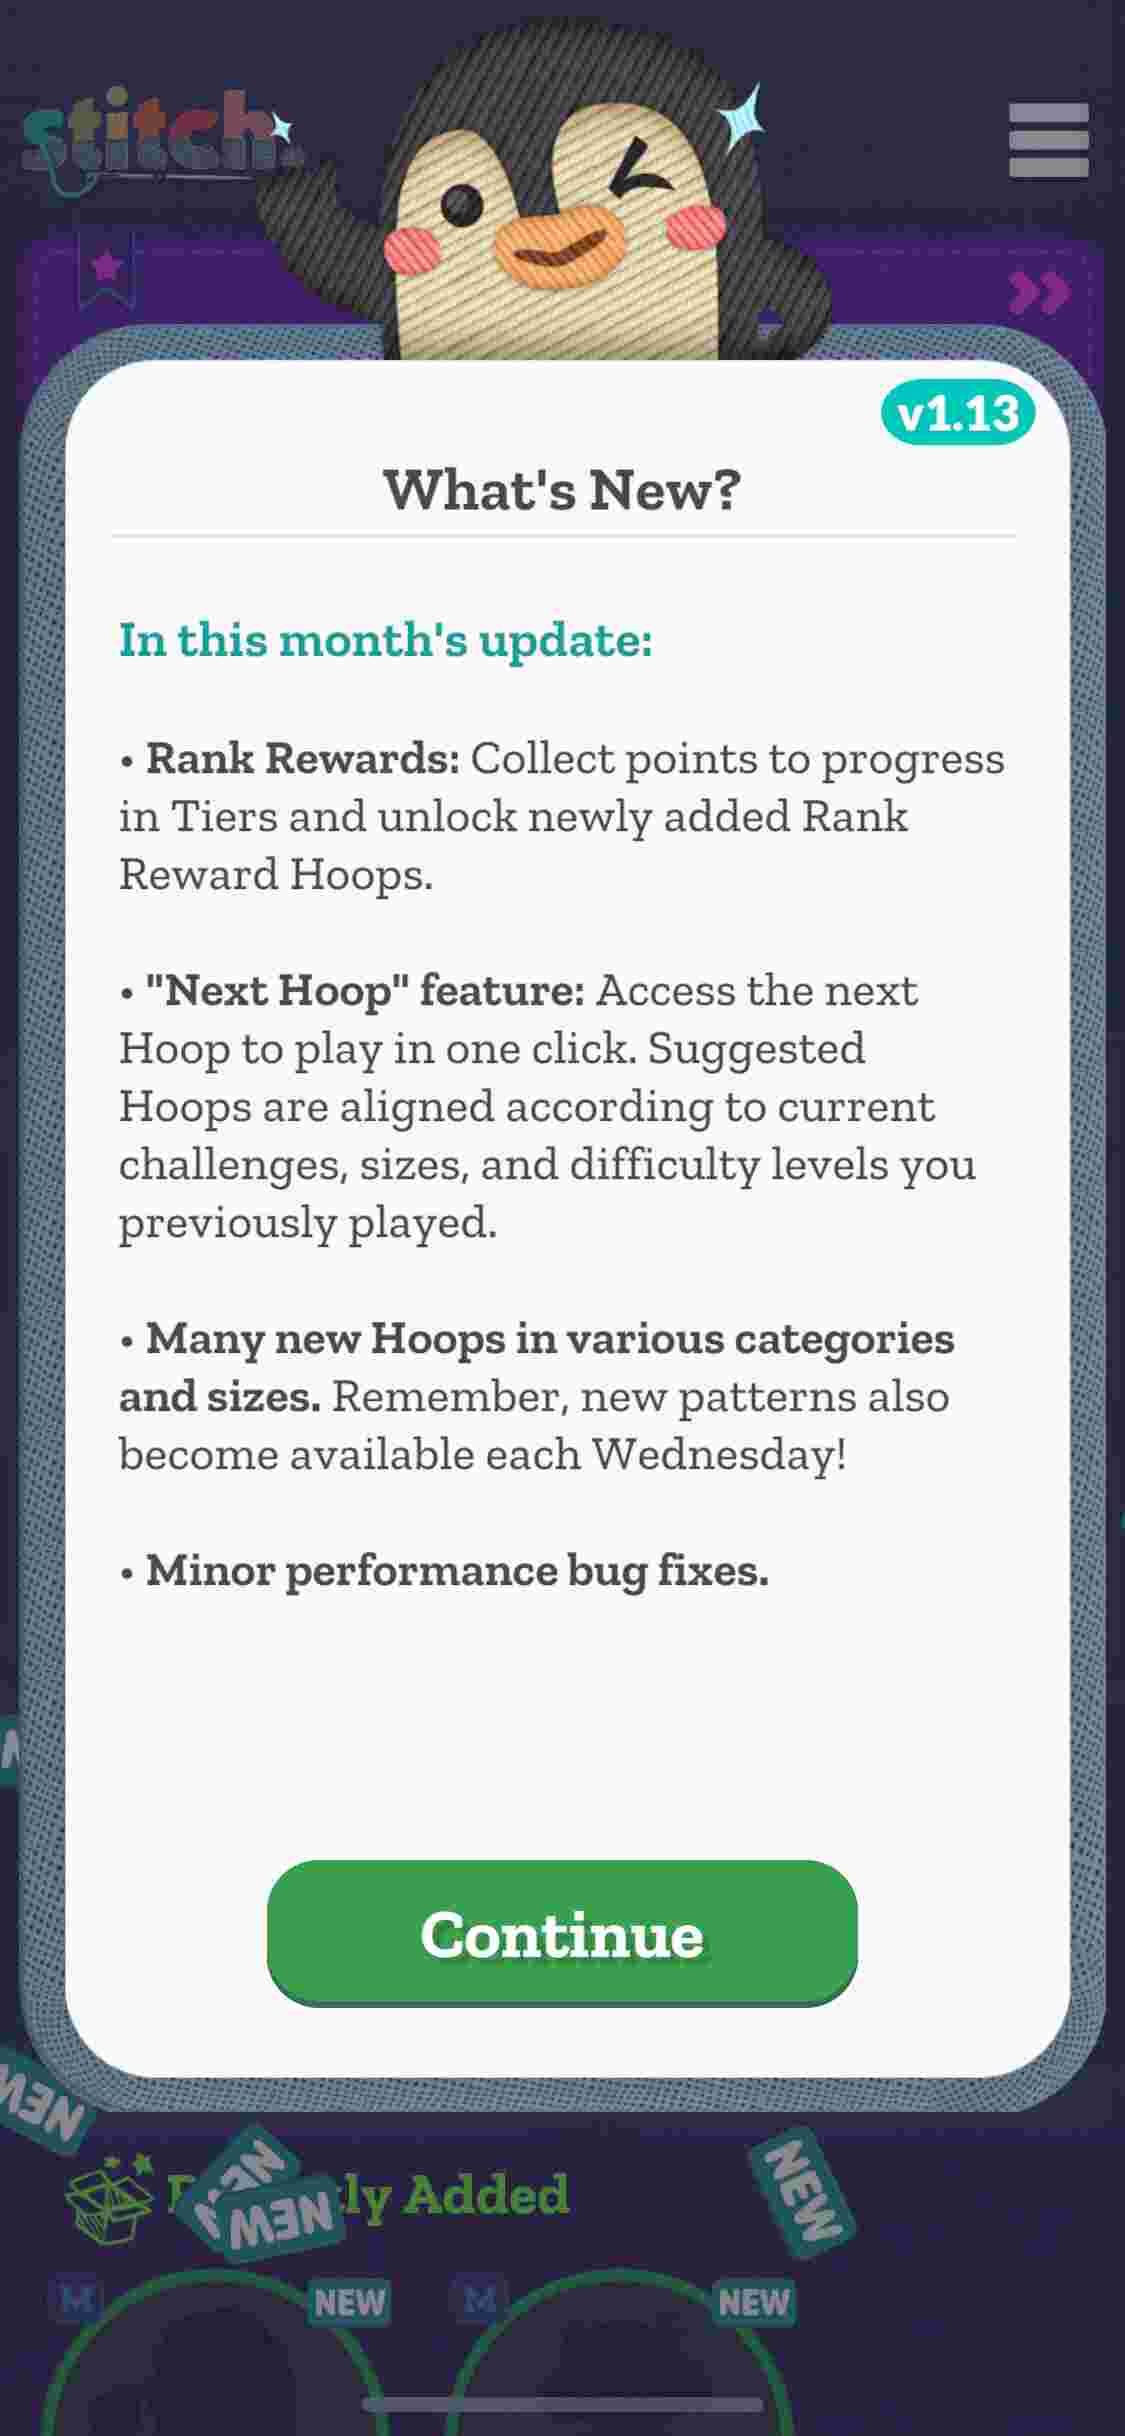 stitch.
v1.13
What's New?
In this month's update:
• Rank Rewards: Collect points to progress
in Tiers and unlock newly added Rank
Reward Hoops.
• "Next Hoop" feature: Access the next
Hoop to play in one click. Suggested
Hoops are aligned according to current
challenges, sizes, and difficulty levels you
previously played.
• Many new Hoops in various categories
and sizes. Remember, new patterns also
become available each Wednesday!
• Minor performance bug fixes.
Continue
NEW
NEW
NEW
NEW
Added
M
NEW
M
NEW